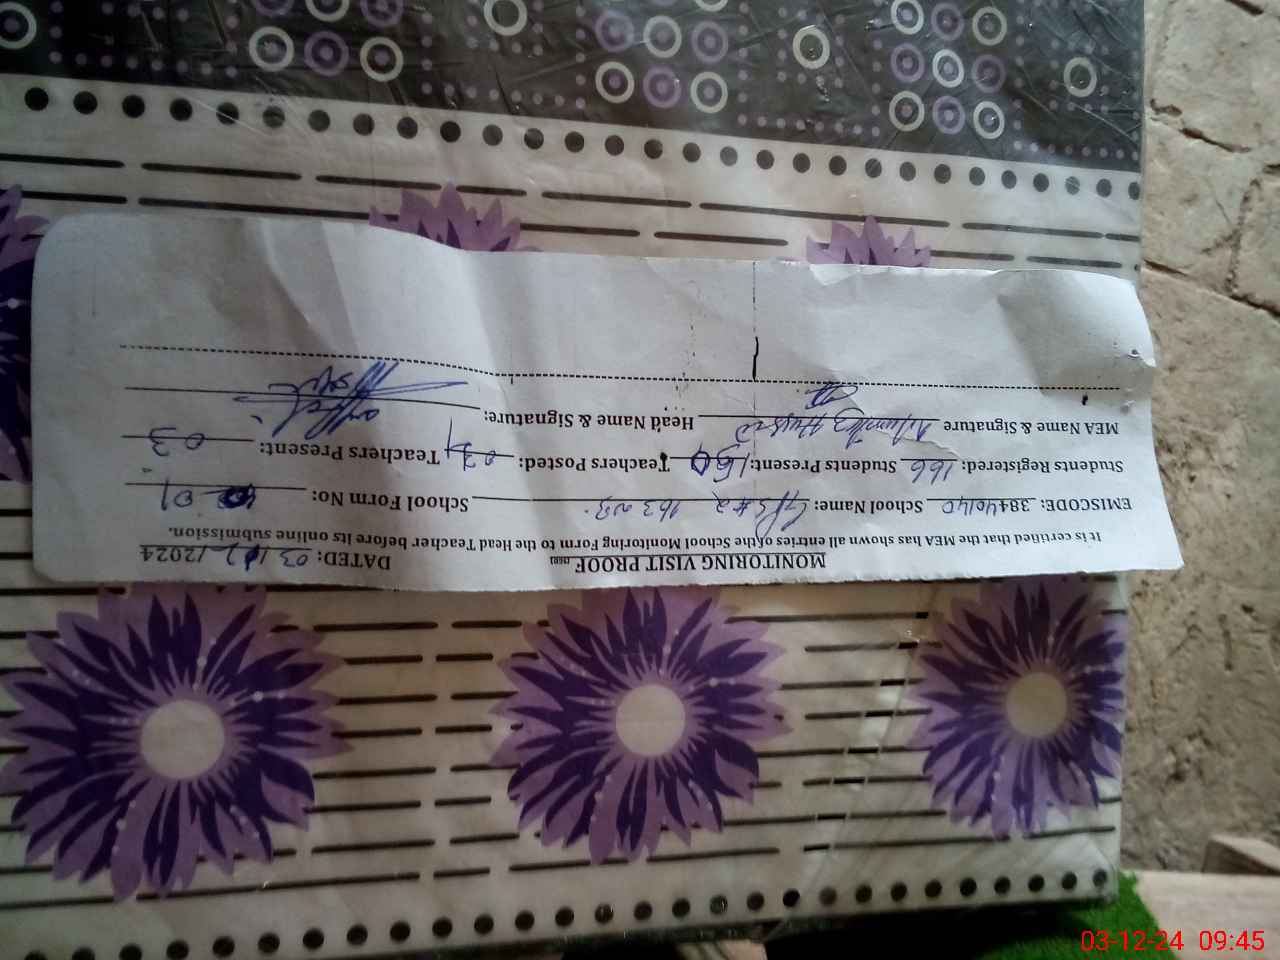 MONITORING VISIT PROOF DATED: 03/12/2024
It is certified that the MEA has shown all entries of the School Monitoring Form to the Head Teacher before its online submission.
EMISCODE: 38440140 School Name: GPS # 2 163 School Form No: 01
Students Registered: 166 Students Present: 150 Teachers Posted: 03 Teachers Present: 03
MEA Name & Signature Head Name & Signature:
03-12-24 09:45